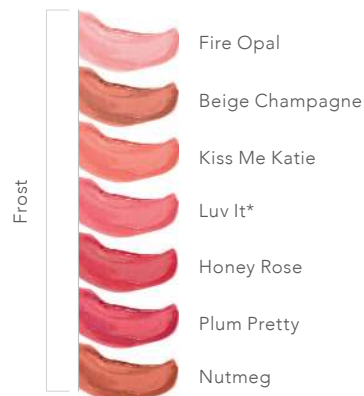 Frost
Fire Opal
Beige Champagne
Kiss Me Katie
Luv It*
Honey Rose
Plum Pretty
Nutmeg